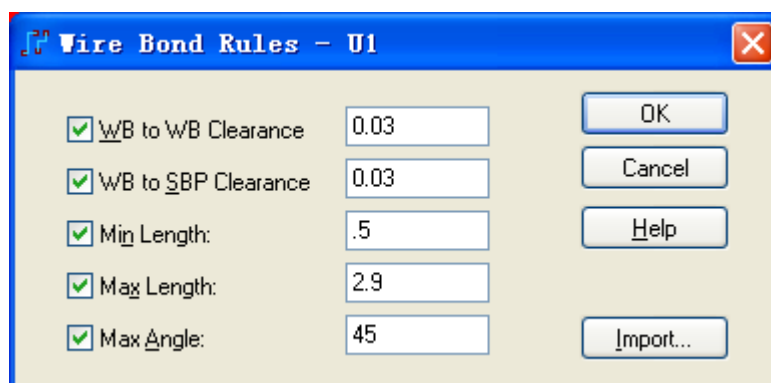 Wire Bond Rules - U1
WB to WB Clearance 0.03 OK
WB to SBP Clearance 0.03 Cancel
Min Length: .5 Help
Max Length: 2.9
Max Angle: 45 Import...